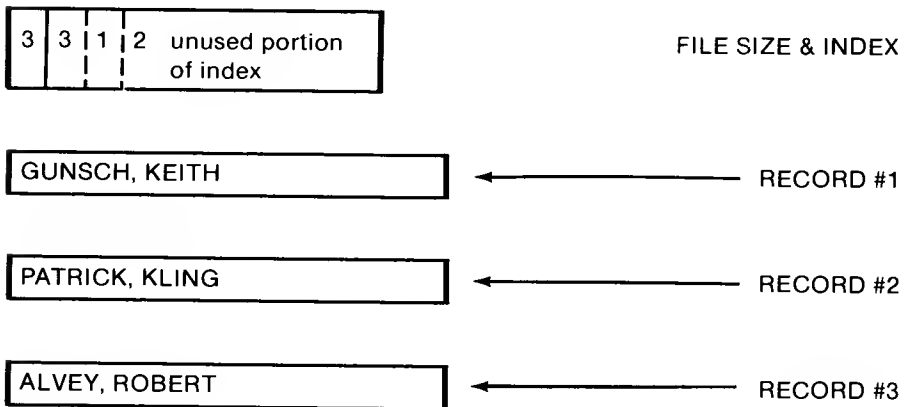 3 3 1 2 unused portion
of index
FILE SIZE & INDEX
GUNSCH, KEITH
RECORD #1
PATRICK, KLING
RECORD #2
ALVEY, ROBERT
RECORD #3